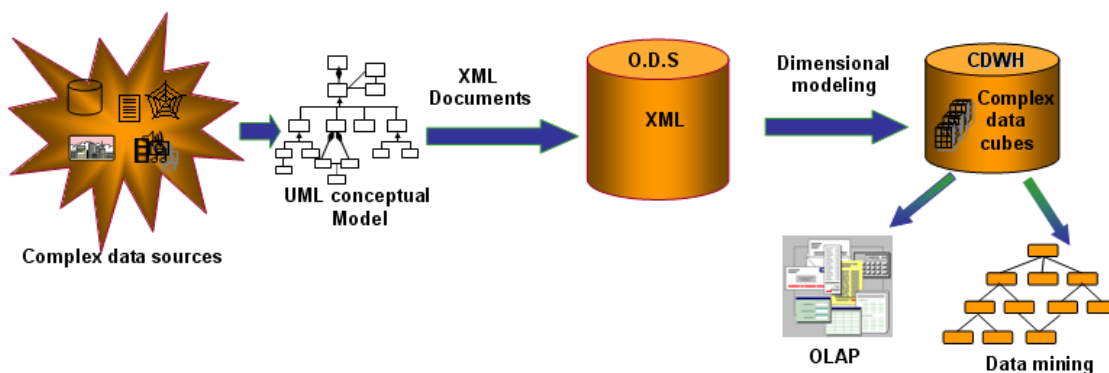 Complex data sources
UML conceptual
Model
XML
Documents
O.D.S
XML
Dimensional
modeling
CDWH
Complex
data
cubes
OLAP
Data mining